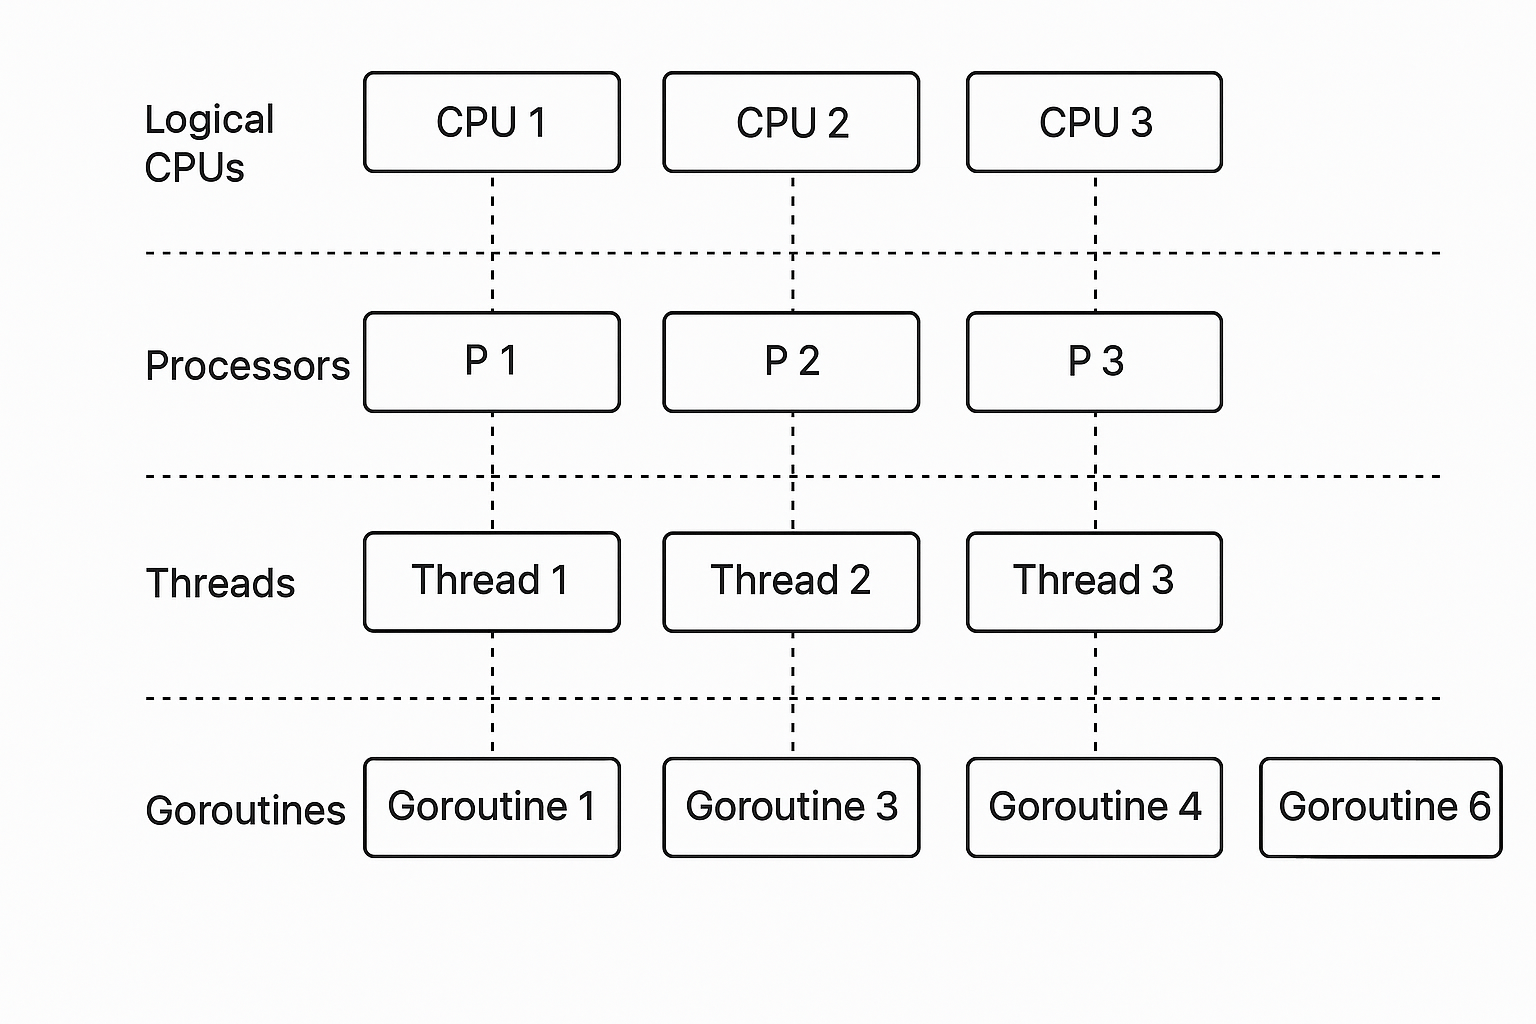 Logical
CPUs
CPU 1
CPU 2
CPU 3
Processors
P 1
P 2
P 3
Threads
Thread 1
Thread 2
Thread 3
Goroutines
Goroutine 1
Goroutine 3
Goroutine 4
Goroutine 6